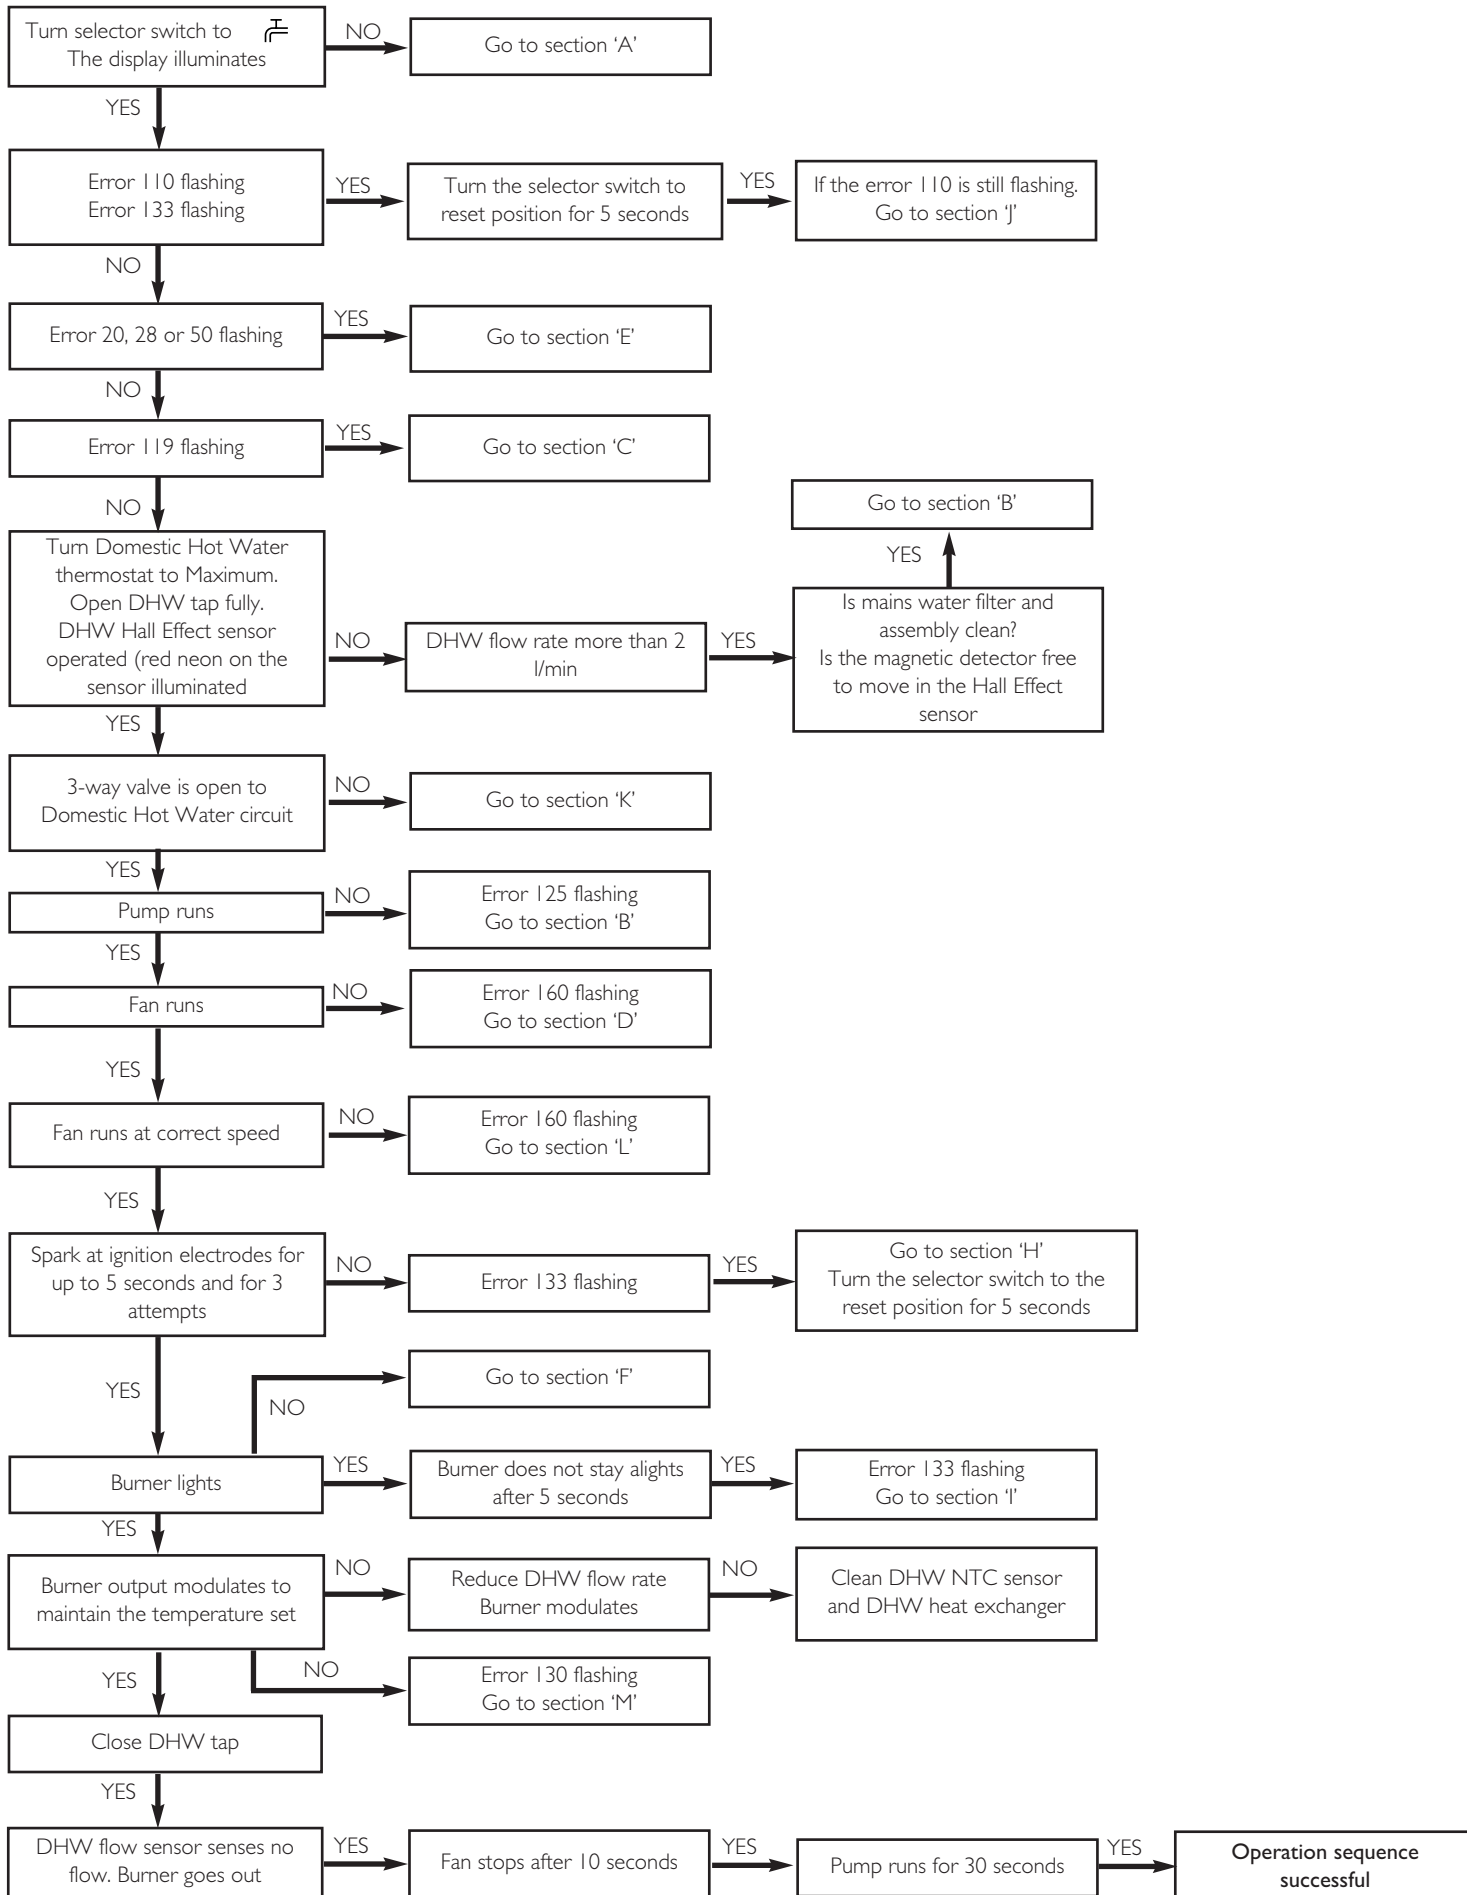 Turn selector switch to
The display illuminates
NO
Go to section ‘A’
YES
Error 110 flashing
Error 133 flashing
YES
Turn the selector switch to
reset position for 5 seconds
YES
If the error 110 is still flashing.
Go to section ‘J’
NO
Error 20, 28 or 50 flashing
YES
Go to section ‘E’
NO
Error 119 flashing
YES
Go to section ‘C’
NO
Turn Domestic Hot Water
thermostat to Maximum.
Open DHW tap fully.
DHW Hall Effect sensor
operated (red neon on the
sensor illuminated
NO
DHW flow rate more than 2
l/min
YES
Is mains water filter and
assembly clean?
Is the magnetic detector free
to move in the Hall Effect
sensor
YES
Go to section ‘B’
YES
3-way valve is open to
Domestic Hot Water circuit
NO
Go to section ‘K’
YES
Pump runs
NO
Error 125 flashing
Go to section ‘B’
YES
Fan runs
NO
Error 160 flashing
Go to section ‘D’
YES
Fan runs at correct speed
NO
Error 160 flashing
Go to section ‘L’
YES
Spark at ignition electrodes for
up to 5 seconds and for 3
attempts
NO
Error 133 flashing
YES
Go to section ‘H’
Turn the selector switch to the
reset position for 5 seconds
YES
NO
Go to section ‘F’
Burner lights
YES
Burner does not stay alights
after 5 seconds
YES
Error 133 flashing
Go to section ‘I’
YES
Burner output modulates to
maintain the temperature set
NO
Reduce DHW flow rate
Burner modulates
NO
Clean DHW NTC sensor
and DHW heat exchanger
NO
Error 130 flashing
Go to section ‘M’
YES
Close DHW tap
YES
DHW flow sensor senses no
flow. Burner goes out
YES
Fan stops after 10 seconds
YES
Pump runs for 30 seconds
YES
Operation sequence
successful